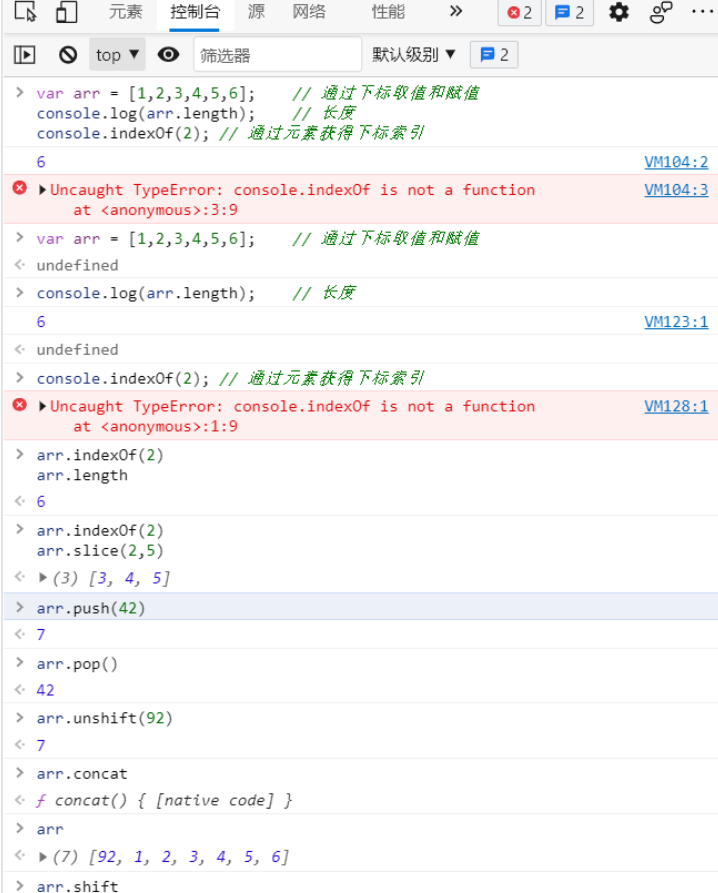 元素 控制台 源 网络 性能 » 2 2 ···
top ▼ 筛选器 默认级别 ▼ 2
> var arr = [1,2,3,4,5,6];    // 通过下标取值和赋值
console.log(arr.length);    // 长度
console.indexOf(2); // 通过元素获得下标索引
6 VM104:2
▶Uncaught TypeError: console.indexOf is not a function VM104:3
at <anonymous>:3:9
> var arr = [1,2,3,4,5,6];    // 通过下标取值和赋值
undefined
> console.log(arr.length);    // 长度
6 VM123:1
undefined
> console.indexOf(2); // 通过元素获得下标索引
▶Uncaught TypeError: console.indexOf is not a function VM128:1
at <anonymous>:1:9
> arr.indexOf(2)
arr.length
6
> arr.indexOf(2)
arr.slice(2,5)
▶(3) [3, 4, 5]
> arr.push(42)
7
> arr.pop()
42
> arr.unshift(92)
7
> arr.concat
ƒ concat() { [native code] }
> arr
▶(7) [92, 1, 2, 3, 4, 5, 6]
> arr.shift